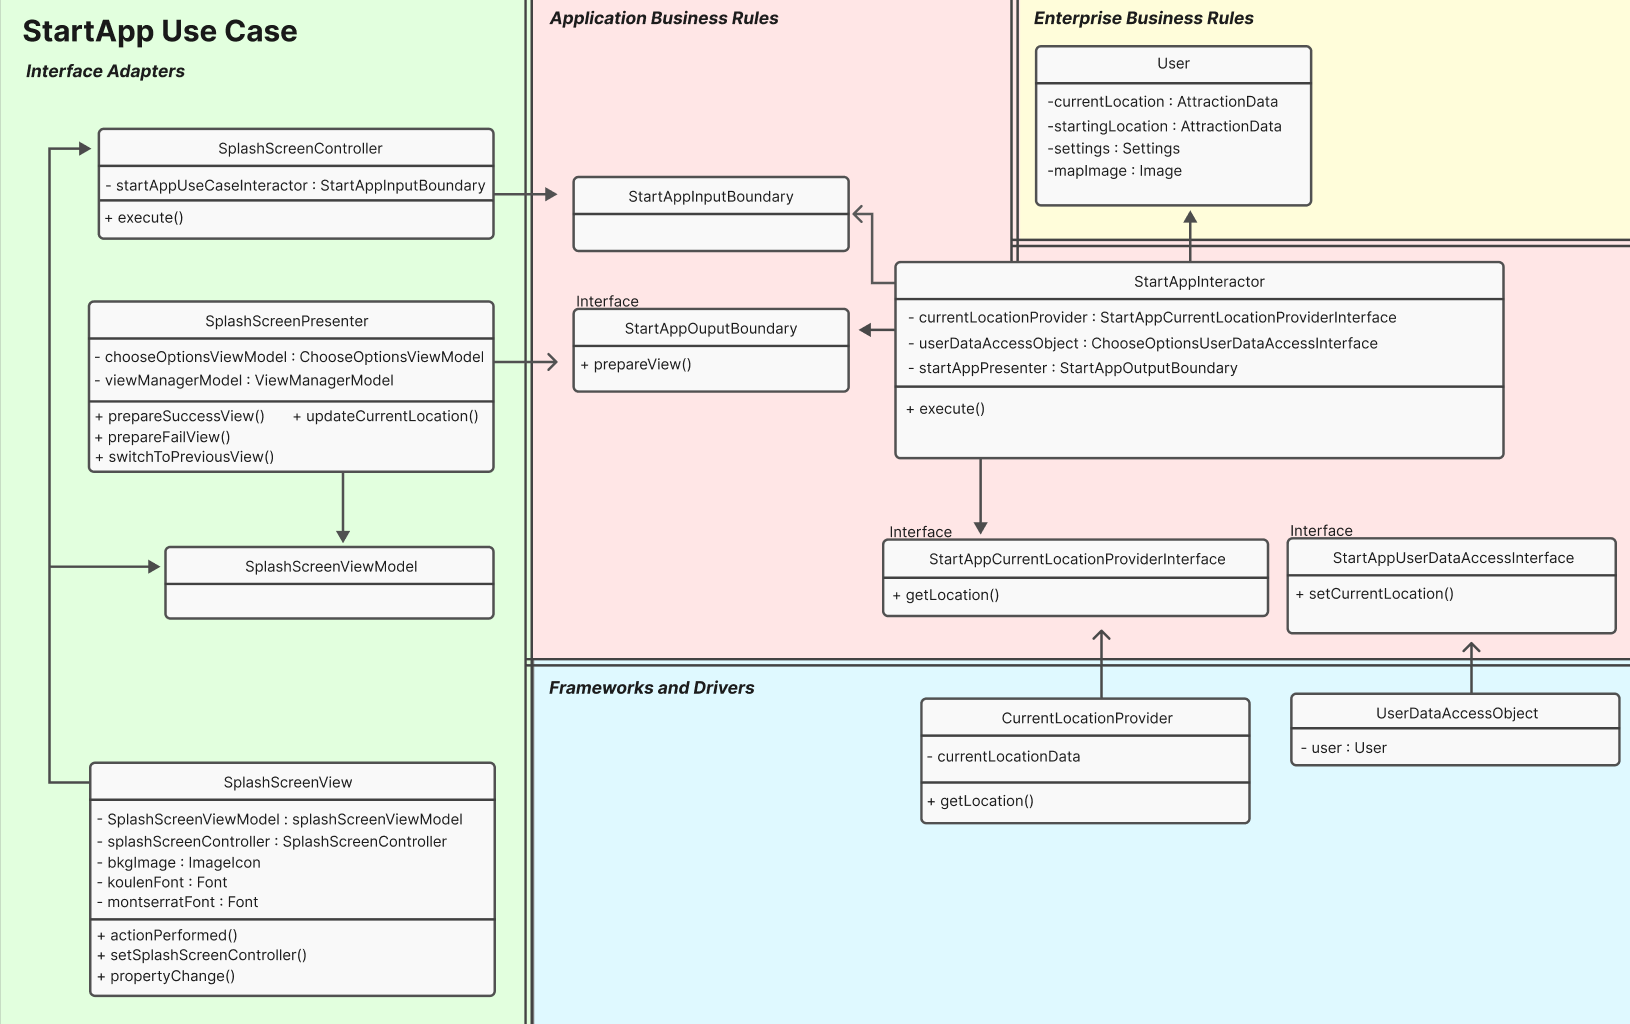 StartApp Use Case
Interface Adapters
SplashScreenController
- startAppUseCaseInteractor : StartAppInputBoundary
+ execute()
SplashScreenPresenter
- chooseOptionsViewModel : ChooseOptionsViewModel
- viewManagerModel : ViewManagerModel
+ prepareSuccessView() + updateCurrentLocation()
+ prepareFailView()
+ switchToPreviousView()
SplashScreenViewModel
SplashScreenView
- SplashScreenViewModel : splashScreenViewModel
- splashScreenController : SplashScreenController
- bkgImage : ImageIcon
- koulenFont : Font
- montserratFont : Font
+ actionPerformed()
+ setSplashScreenController()
+ propertyChange()
Application Business Rules
StartAppInputBoundary
Interface
StartAppOuputBoundary
+ prepareView()
Enterprise Business Rules
User
-currentLocation : AttractionData
-startingLocation : AttractionData
-settings : Settings
-mapImage : Image
StartAppInteractor
- currentLocationProvider : StartAppCurrentLocationProviderInterface
- userDataAccessObject : ChooseOptionsUserDataAccessInterface
- startAppPresenter : StartAppOutputBoundary
+ execute()
Interface
StartAppCurrentLocationProviderInterface
+ getLocation()
Interface
StartAppUserDataAccessInterface
+ setCurrentLocation()
Frameworks and Drivers
CurrentLocationProvider
- currentLocationData
+ getLocation()
UserDataAccessObject
- user : User